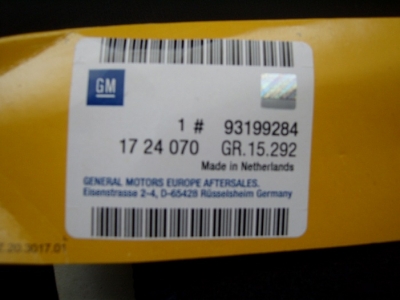 GM
1 # 93199284
17 24 070 GR.15.292
Made in Netherlands
GENERAL MOTORS EUROPE AFTERSALES.
Eisenstrasse 2-4, D-65428 Rüsselsheim Germany